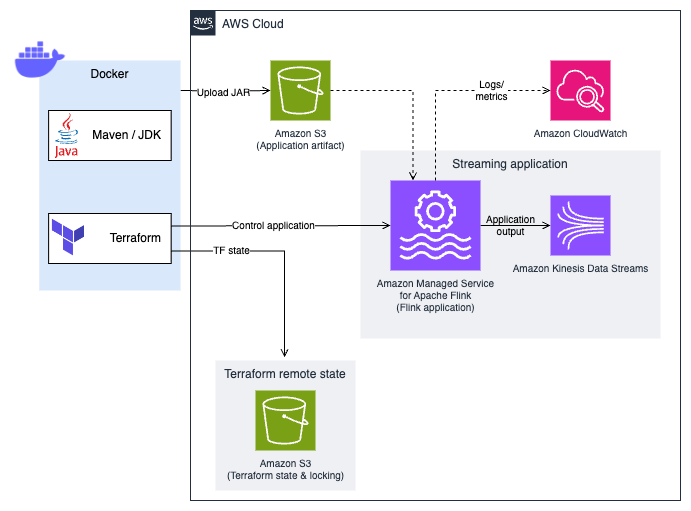 aws
AWS Cloud
Docker
Maven / JDK
Java
Terraform
Upload JAR
Amazon S3
(Application artifact)
Logs/
metrics
Amazon CloudWatch
Streaming application
Control application
Application
output
Amazon Managed Service
for Apache Flink
(Flink application)
Amazon Kinesis Data Streams
TF state
Terraform remote state
Amazon S3
(Terraform state & locking)